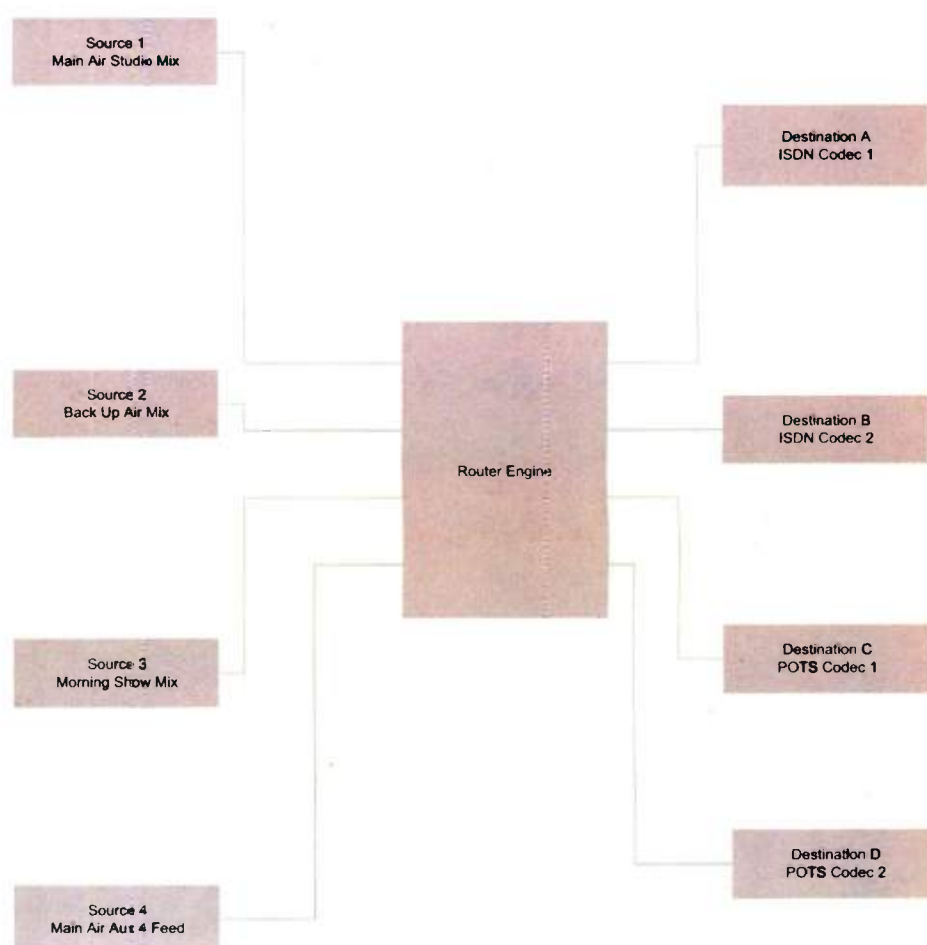 Source 1
Main Air Studio Mix
Destination A
ISDN Codec 1
Source 2
Back Up Air Mix
Destination B
ISDN Codec 2
Router Engine
Source 3
Morning Show Mix
Destination C
POTS Codec 1
Destination D
POTS Codec 2
Source 4
Main Air Aux 4 Feed